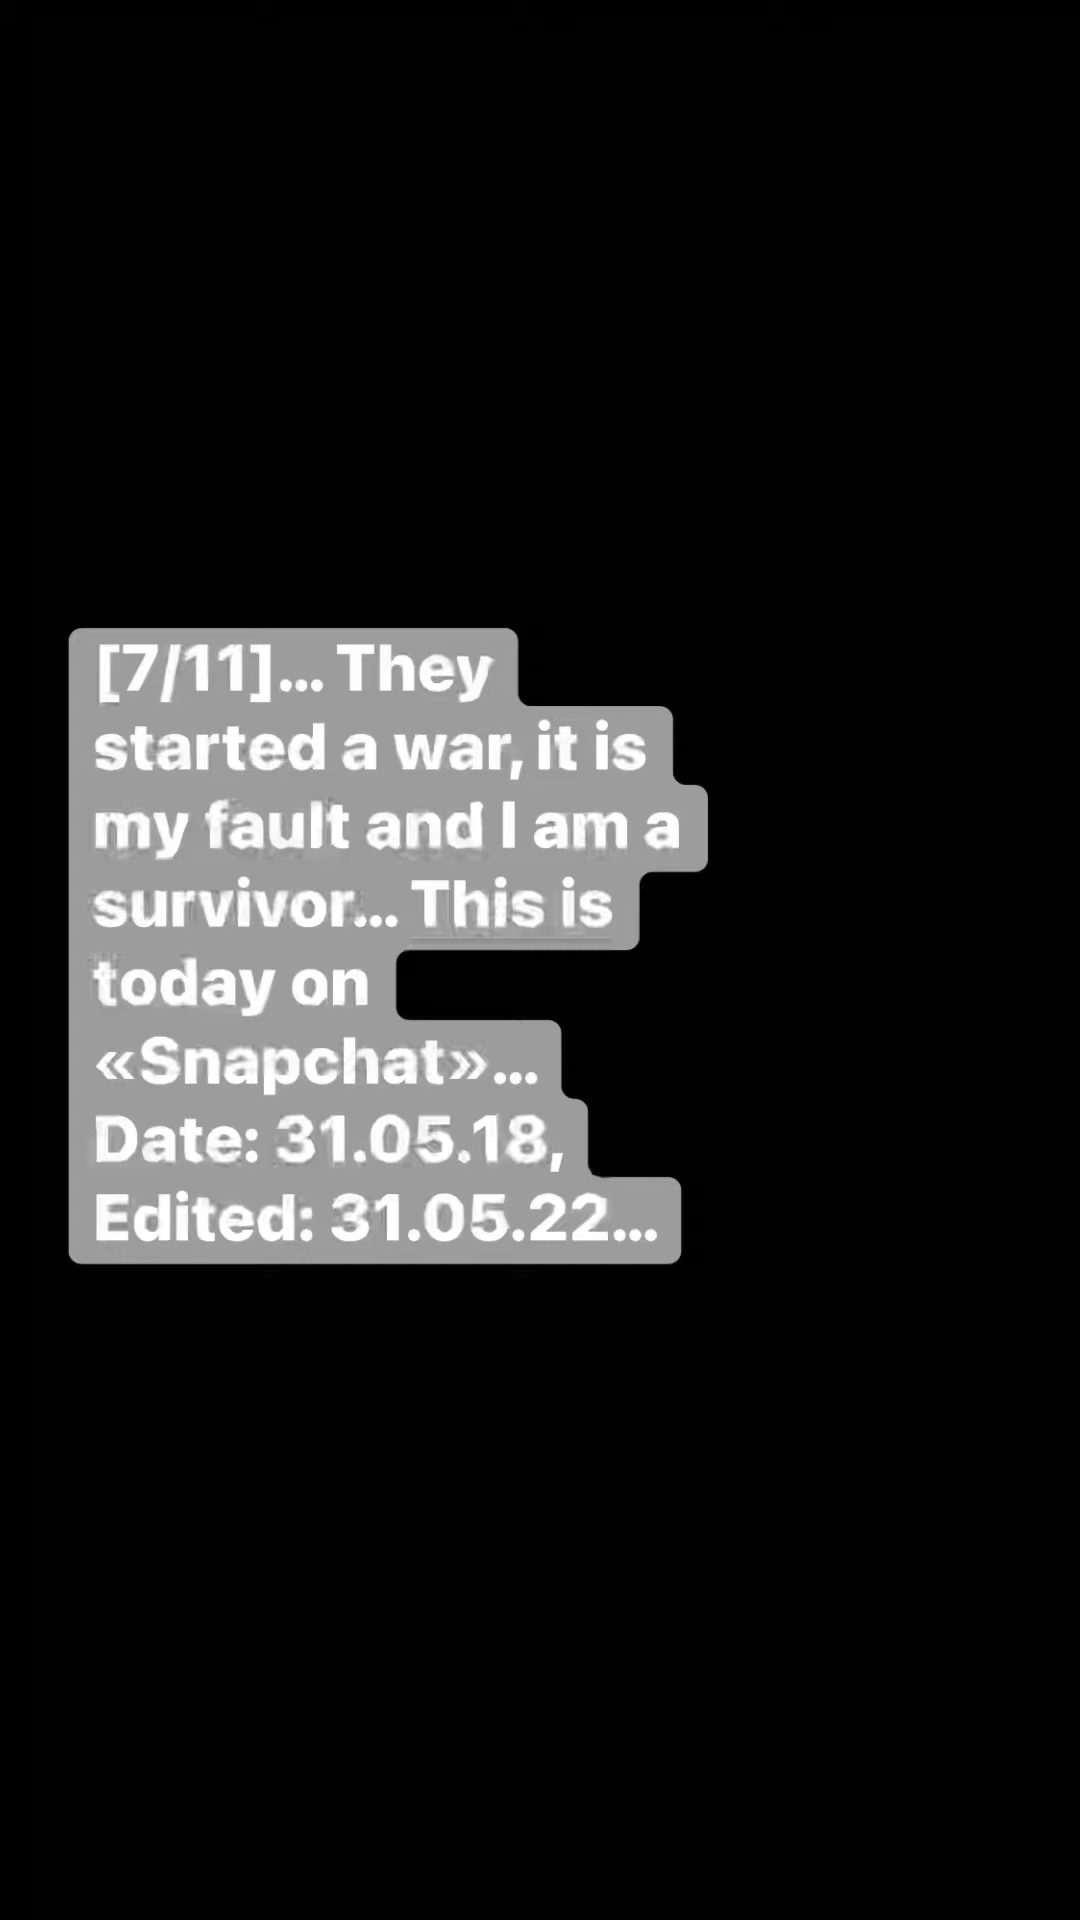 [7/11]... They
started a war, it is
my fault and I am a
survivor... This is
today on
«Snapchat»...
Date: 31.05.18,
Edited: 31.05.22...